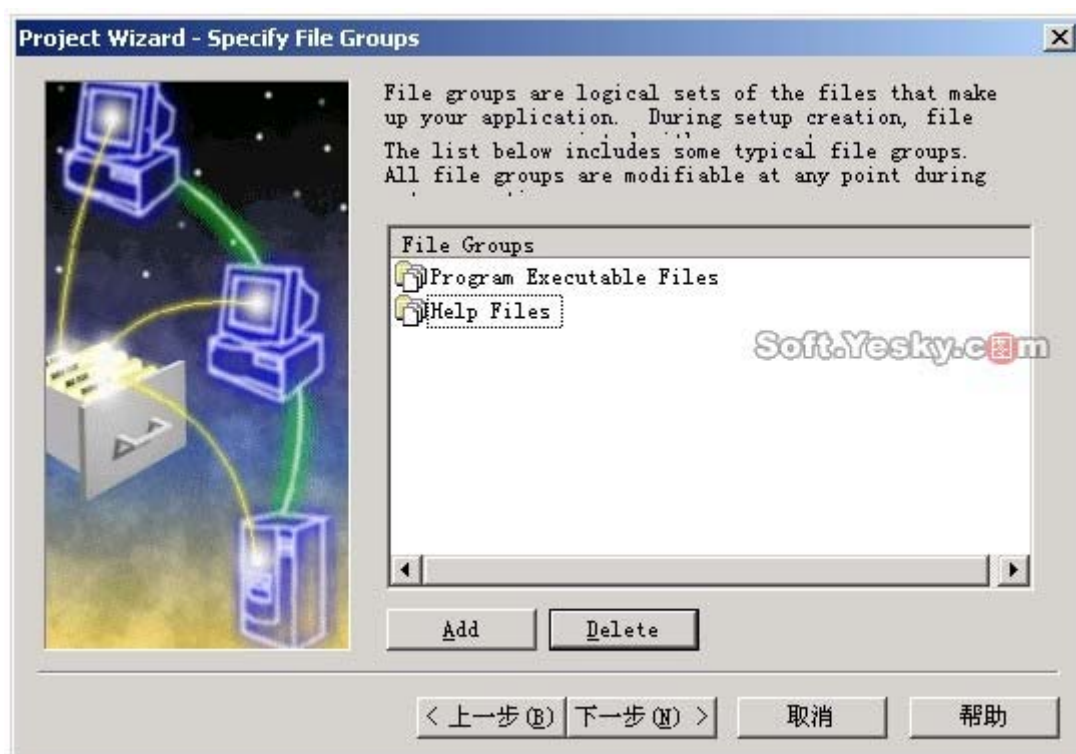 Project Wizard - Specify File Groups
File groups are logical sets of the files that make
up your application. During setup creation, file
The list below includes some typical file groups.
All file groups are modifiable at any point during
File Groups
Program Executable Files
Help Files
Soft.Yesky.c图m
Add
Delete
< 上一步(B)
下一步(N) >
取消
帮助